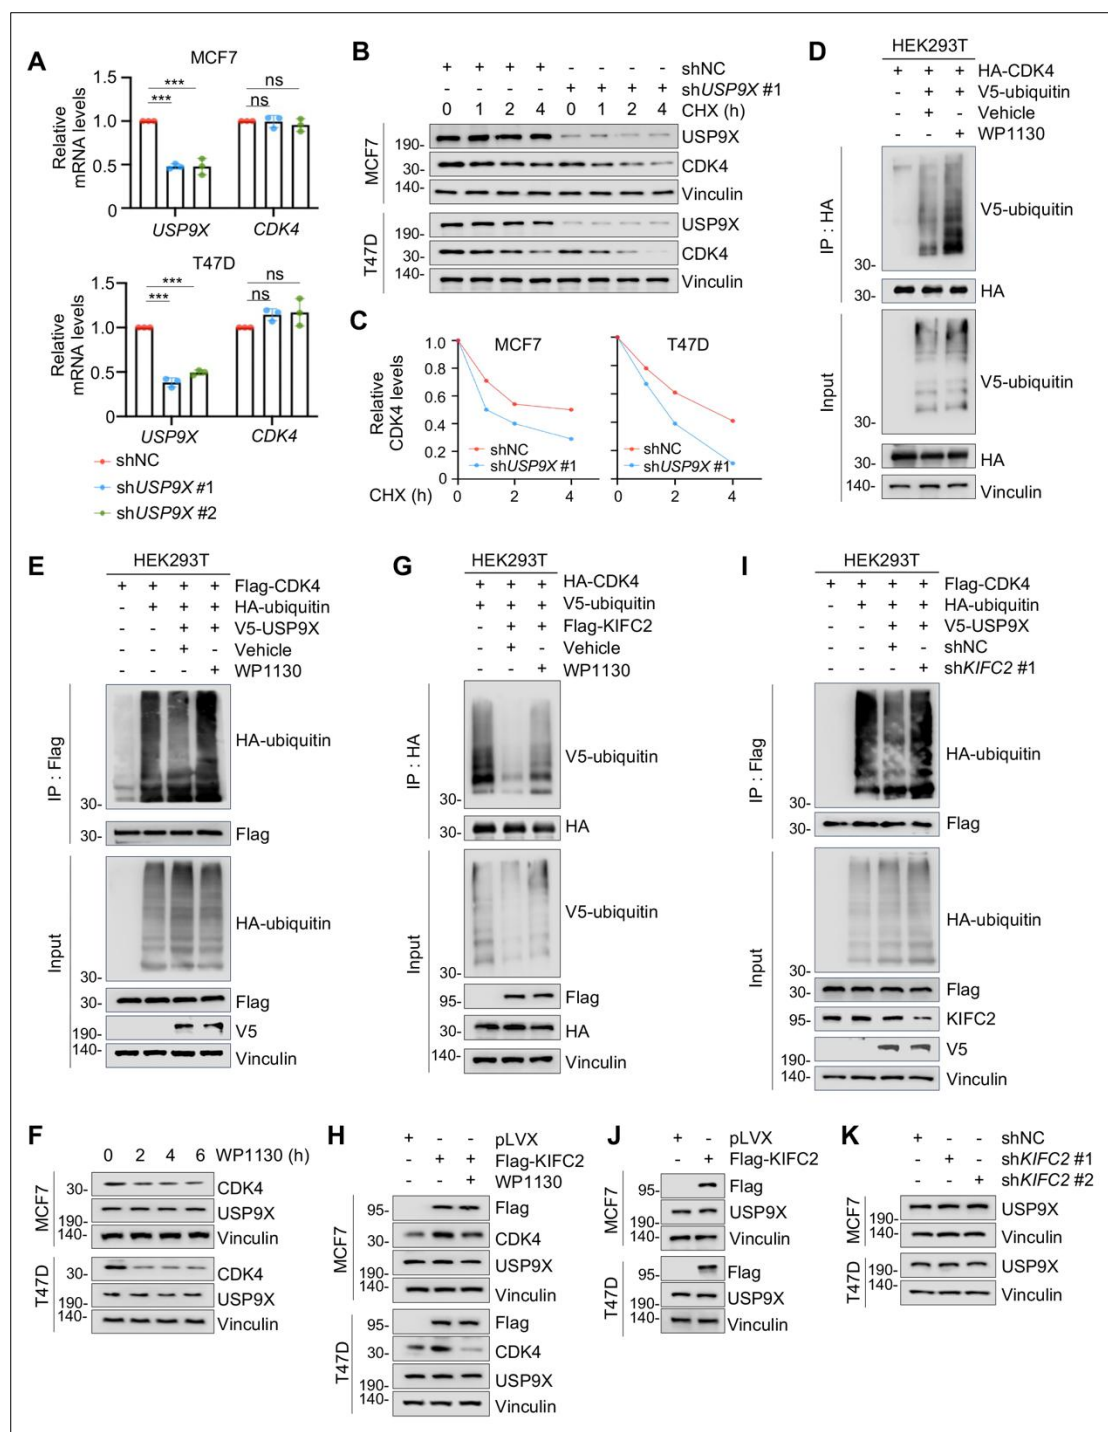 A
MCF7
Relative
mRNA levels
1.5
1.0
0.5
0
***
***
ns
ns
USP9X
CDK4
T47D
Relative
mRNA levels
1.5
1.0
0.5
0
***
***
ns
ns
USP9X
CDK4
shNC
shUSP9X #1
shUSP9X #2
B
+ + + + - - - - shNC
- - - - + + + + shUSP9X #1
0 1 2 4 0 1 2 4 CHX (h)
MCF7
190- USP9X
30- CDK4
140- Vinculin
T47D
190- USP9X
30- CDK4
140- Vinculin
C
MCF7
T47D
Relative
CDK4 levels
1.0
0.8
0.6
0.4
0.2
0
shNC
shUSP9X #1
shNC
shUSP9X #1
CHX (h) 0 2 4 0 2 4
D
HEK293T
+ + + HA-CDK4
- + + V5-ubiquitin
- + - Vehicle
- - + WP1130
IP : HA
V5-ubiquitin
30-
30- HA
Input
V5-ubiquitin
30-
30- HA
140- Vinculin
E
HEK293T
+ + + + Flag-CDK4
- + + + HA-ubiquitin
- - + + V5-USP9X
- - + - Vehicle
- - - + WP1130
IP : Flag
HA-ubiquitin
30-
30- Flag
Input
HA-ubiquitin
30-
30- Flag
190- V5
140- Vinculin
G
HEK293T
+ + + HA-CDK4
+ + + V5-ubiquitin
- + + Flag-KIFC2
- + - Vehicle
- - + WP1130
IP : HA
V5-ubiquitin
30-
30- HA
Input
V5-ubiquitin
30-
95- Flag
30- HA
140- Vinculin
I
HEK293T
+ + + + Flag-CDK4
- + + + HA-ubiquitin
- - + + V5-USP9X
- - + - shNC
- - - + shKIFC2 #1
IP : Flag
HA-ubiquitin
30-
30- Flag
Input
HA-ubiquitin
30-
30- Flag
95- KIFC2
190- V5
140- Vinculin
F
0 2 4 6 WP1130 (h)
MCF7
30- CDK4
190- USP9X
140- Vinculin
T47D
30- CDK4
190- USP9X
140- Vinculin
H
+ - - pLVX
- + + Flag-KIFC2
- - + WP1130
MCF7
95- Flag
30- CDK4
190- USP9X
140- Vinculin
T47D
95- Flag
30- CDK4
190- USP9X
140- Vinculin
J
+ - pLVX
- + Flag-KIFC2
MCF7
95- Flag
190- USP9X
140- Vinculin
T47D
95- Flag
190- USP9X
140- Vinculin
K
+ - - shNC
- + - shKIFC2 #1
- - + shKIFC2 #2
MCF7
190- USP9X
140- Vinculin
T47D
190- USP9X
140- Vinculin